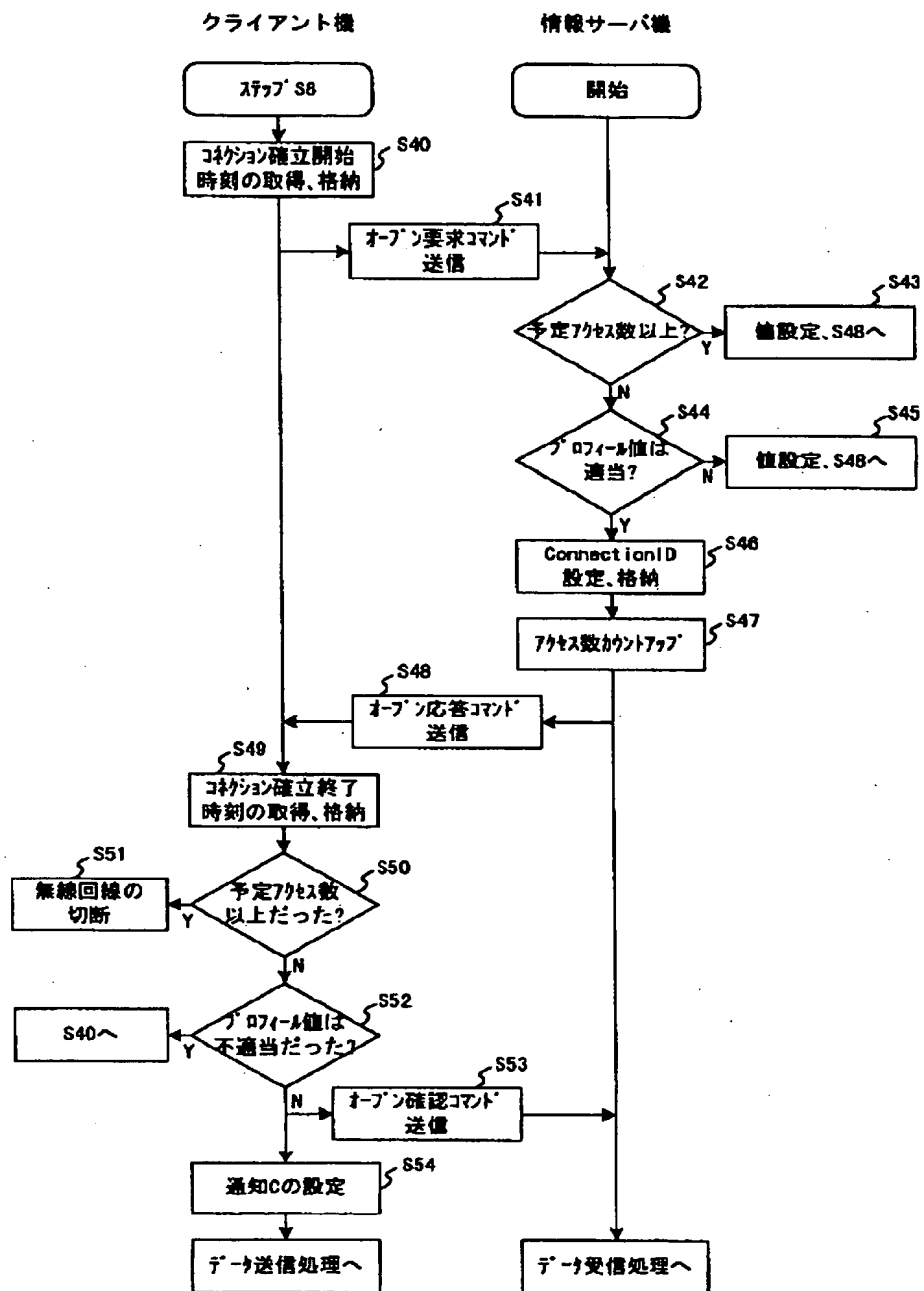 クライアント機
情報サーバ機
ステップS8
開始
S40
コネクション確立開始
時刻の取得、格納
S41
オープン要求コマンド
送信
S42
予定アクセス数以上?
Y
S43
値設定、S48へ
N
S44
プロフィール値は
適当?
N
S45
値設定、S48へ
Y
S46
ConnectionID
設定、格納
S47
アクセス数カウントアップ
S48
オープン応答コマンド
送信
S49
コネクション確立終了
時刻の取得、格納
S50
予定アクセス数
以上だった?
Y
S51
無線回線の
切断
N
S52
プロフィール値は
不適当だった?
Y
S40へ
N
S53
オープン確認コマンド
送信
S54
通知Cの設定
データ送信処理へ
データ受信処理へ